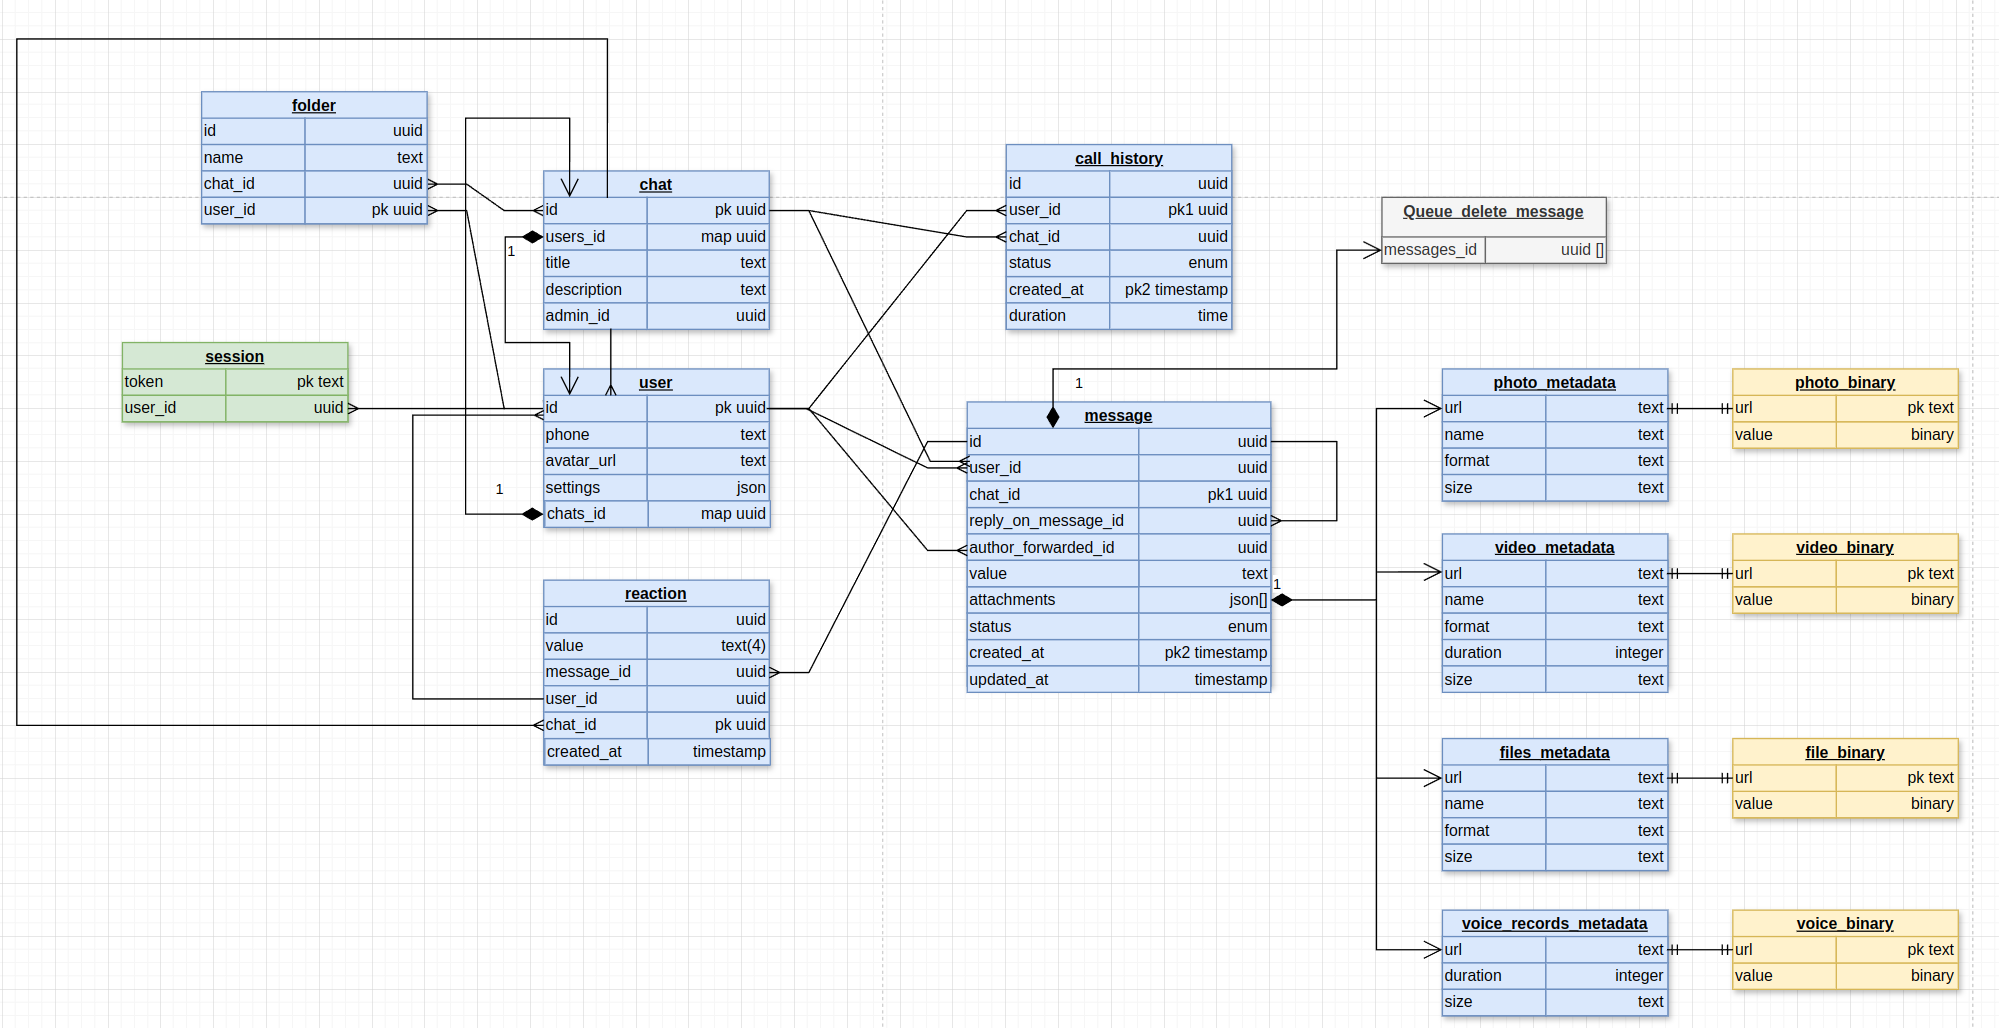 folder
id uuid
name text
chat_id uuid
user_id pk uuid
session
token pk text
user_id uuid
chat
id pk uuid
users_id map uuid
title text
description text
admin_id uuid
1
user
id pk uuid
phone text
avatar_url text
settings json
chats_id map uuid
1
reaction
id uuid
value text(4)
message_id uuid
user_id uuid
chat_id pk uuid
created_at timestamp
call_history
id uuid
user_id pk1 uuid
chat_id uuid
status enum
created_at pk2 timestamp
duration time
1
message
id uuid
user_id uuid
chat_id pk1 uuid
reply_on_message_id uuid
author_forwarded_id uuid
value text
attachments json[]
status enum
created_at pk2 timestamp
updated_at timestamp
1
Queue_delete_message
messages_id uuid []
photo_metadata
url text
name text
format text
size text
photo_binary
url pk text
value binary
video_metadata
url text
name text
format text
duration integer
size text
video_binary
url pk text
value binary
files_metadata
url text
name text
format text
size text
file_binary
url pk text
value binary
voice_records_metadata
url text
duration integer
size text
voice_binary
url pk text
value binary